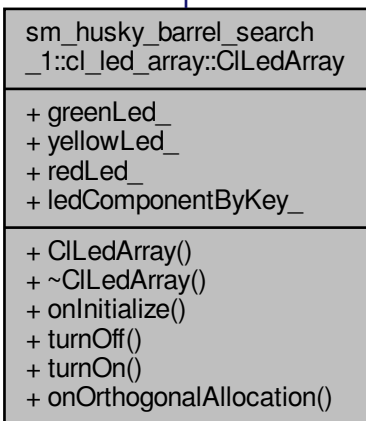 sm_husky_barrel_search
_1::cl_led_array::ClLedArray
+ greenLed_
+ yellowLed_
+ redLed_
+ ledComponentByKey_
+ ClLedArray()
+ ~ClLedArray()
+ onInitialize()
+ turnOff()
+ turnOn()
+ onOrthogonalAllocation()